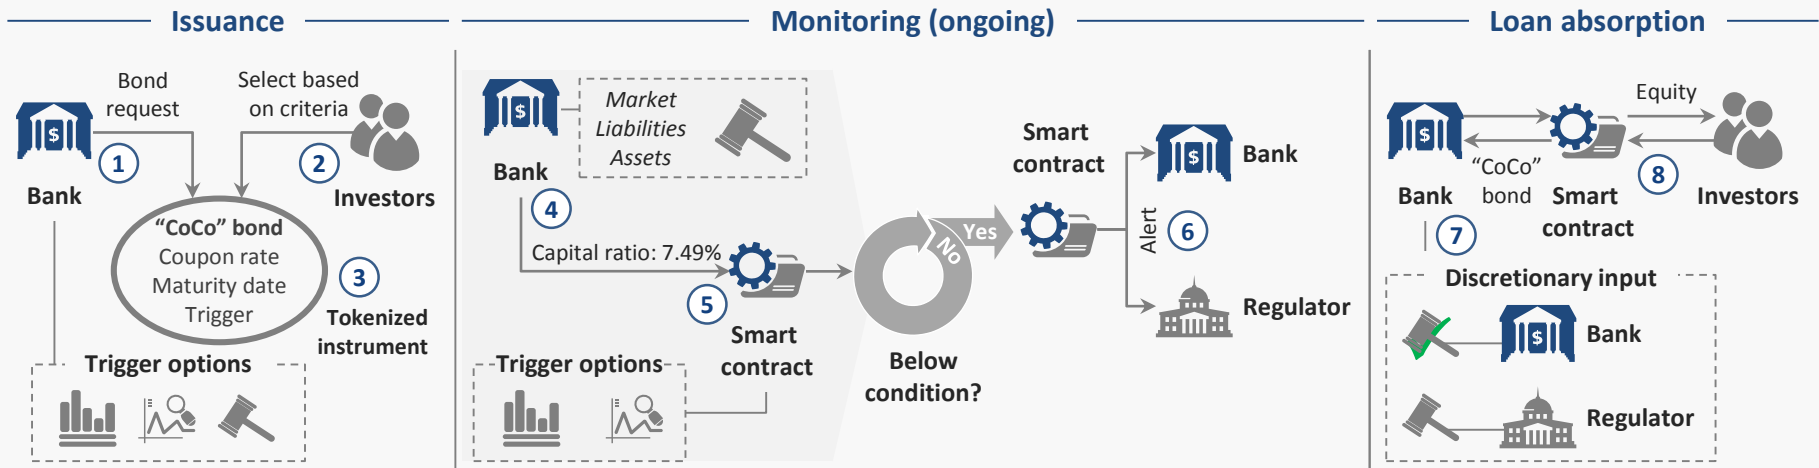 Issuance
Bond
request
Select based
on criteria
$
1
2
Bank
Investors
"CoCo" bond
Coupon rate
Maturity date
Trigger
3
Tokenized
instrument
Trigger options
Monitoring (ongoing)
$
Market
Liabilities
Assets
Bank
4
Capital ratio: 7.49%
5
Smart
contract
Trigger options
No
Yes
Below
condition?
Smart
contract
$
Bank
Alert
6
Regulator
Loan absorption
$
Equity
"CoCo"
bond
8
Bank
Smart
contract
Investors
7
Discretionary input
$
Bank
Regulator